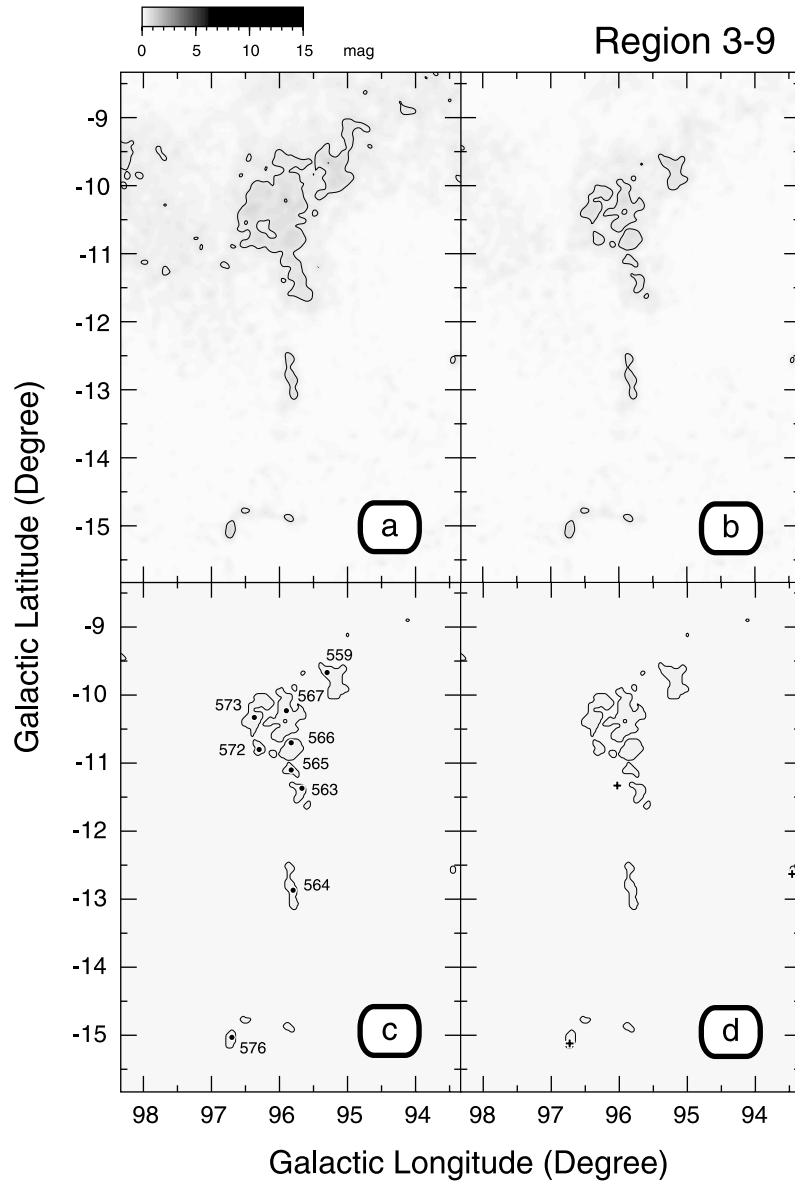 Region 3-9
0 5 10 15 mag
-9
-10
-11
-12
-13
-14
-15
a
b
Galactic Latitude (Degree)
-9
-10
-11
-12
-13
-14
-15
559
567
573
566
572
565
563
564
576
c
d
98 97 96 95 94 98 97 96 95 94
Galactic Longitude (Degree)